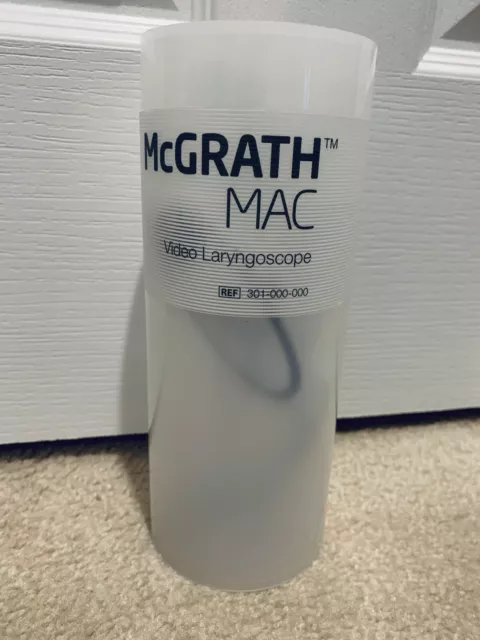 McGRATH™
MAC
Video Laryngoscope
REF 301-000-000